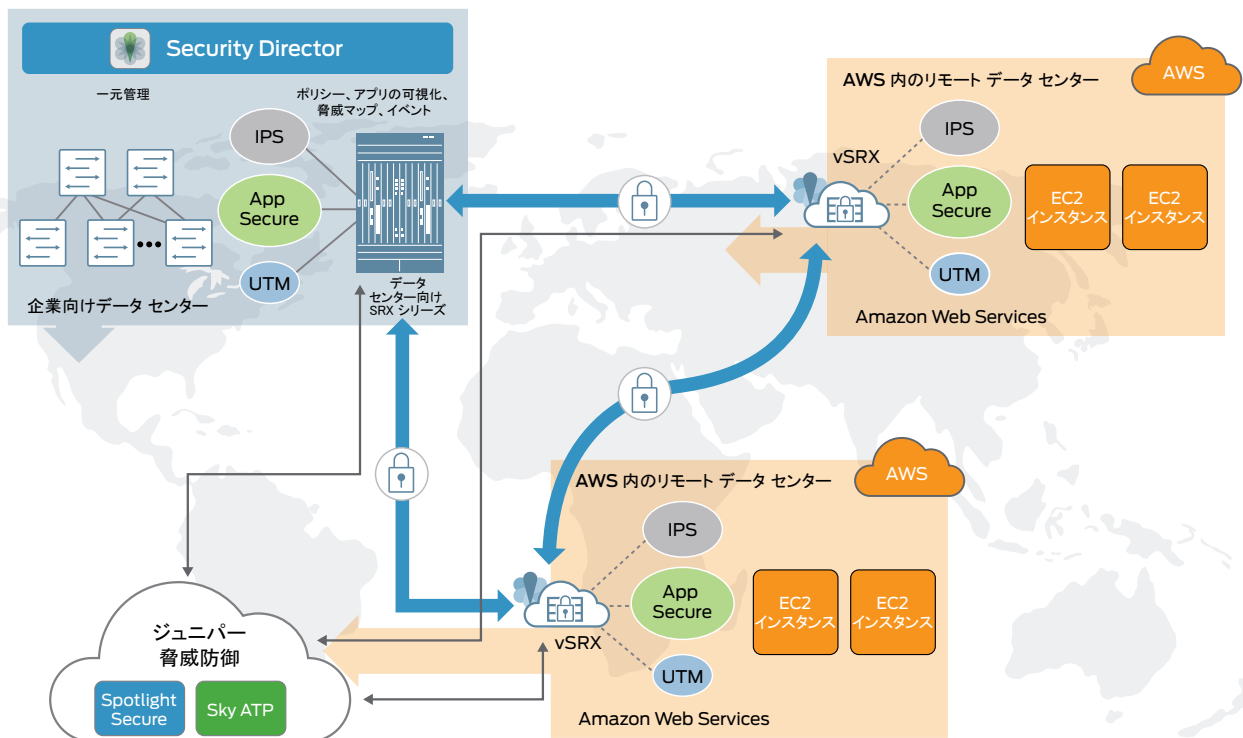 Security Director
一元管理
ポリシー、アプリの可視化、
脅威マップ、イベント
IPS
App
Secure
UTM
データ
センター向け
SRX シリーズ
企業向けデータ センター
AWS 内のリモート データ センター
AWS
IPS
vSRX
App
Secure
EC2
インスタンス
EC2
インスタンス
UTM
Amazon Web Services
AWS 内のリモート データ センター
AWS
IPS
App
Secure
EC2
インスタンス
EC2
インスタンス
vSRX
UTM
Amazon Web Services
ジュニパー
脅威防御
Spotlight
Secure
Sky ATP